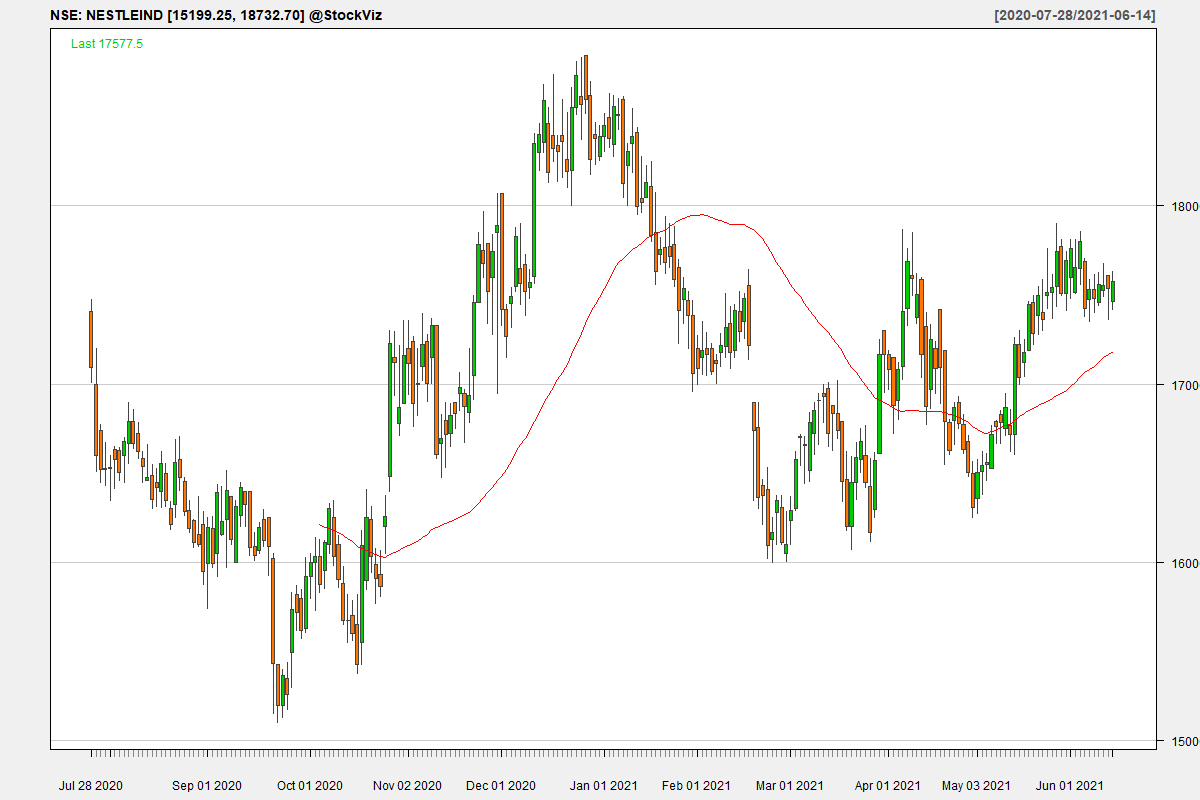 NSE: NESTLEIND [15199.25, 18732.70] @StockViz [2020-07-28/2021-06-14]
Last 17577.5
1800
1700
1600
1500
Jul 28 2020 Sep 01 2020 Oct 01 2020 Nov 02 2020 Dec 01 2020 Jan 01 2021 Feb 01 2021 Mar 01 2021 Apr 01 2021 May 03 2021 Jun 01 2021